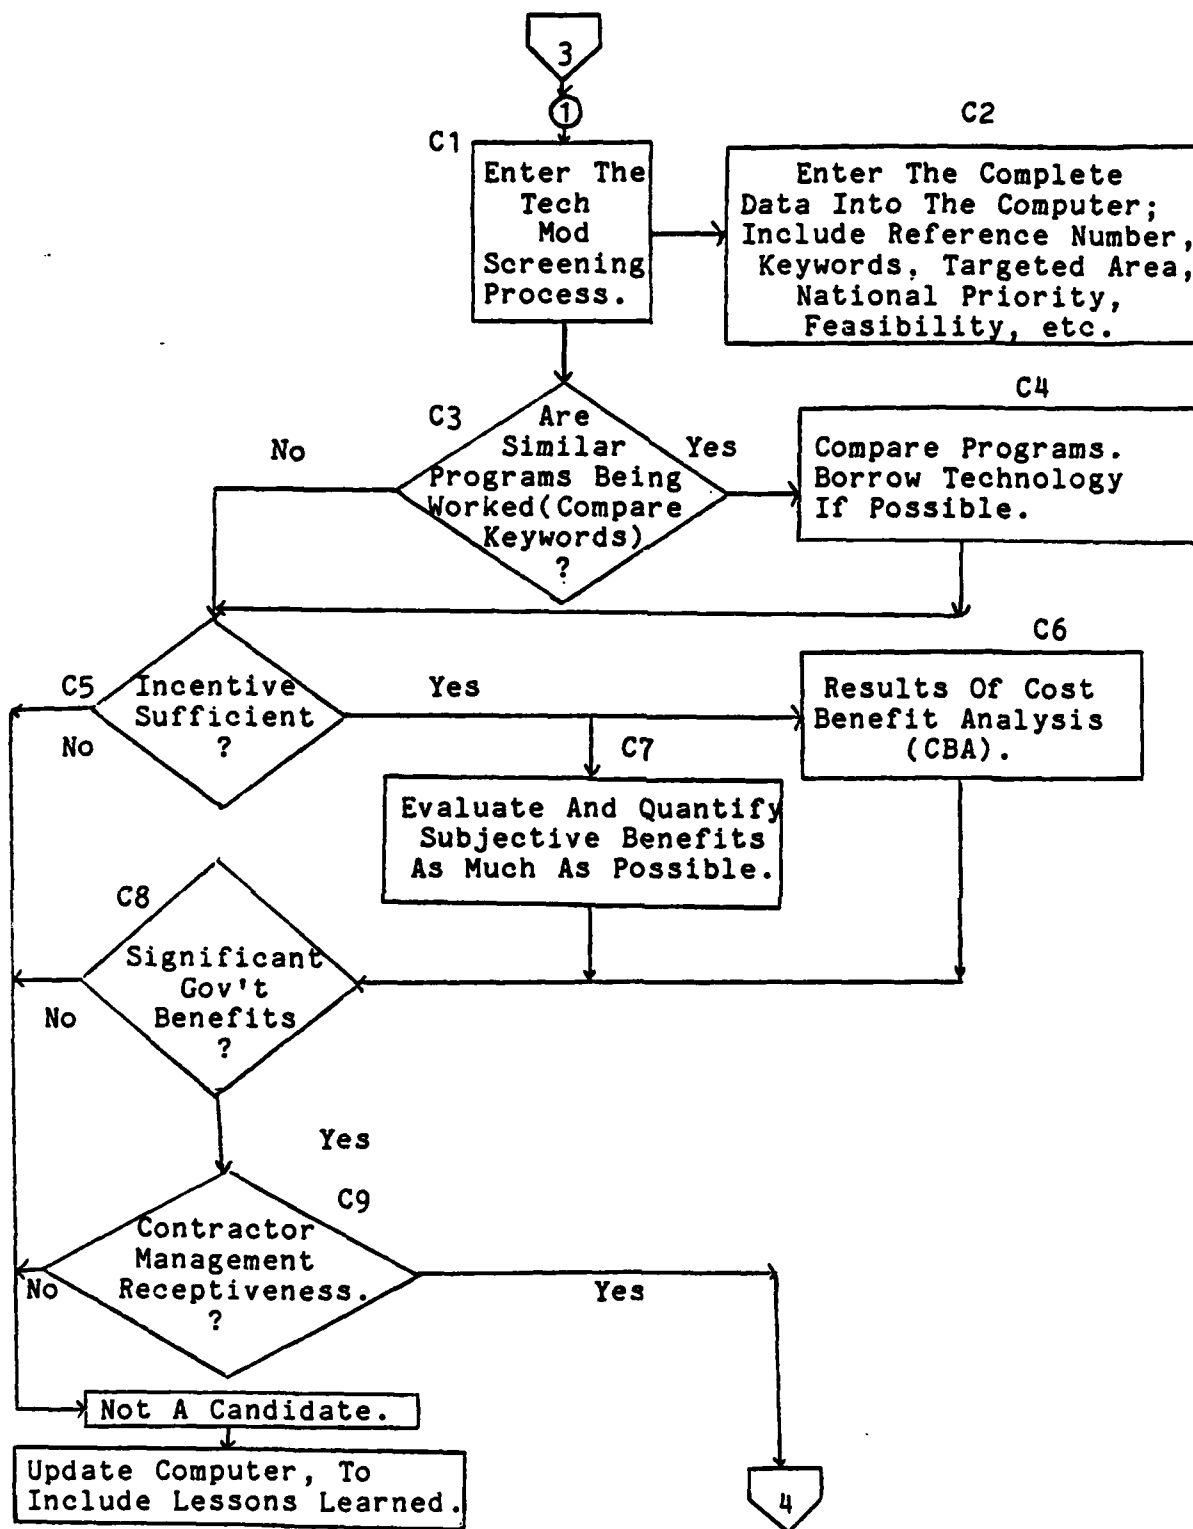 3
1
C1
Enter The
Tech
Mod
Screening
Process.
C2
Enter The Complete
Data Into The Computer;
Include Reference Number,
Keywords, Targeted Area,
National Priority,
Feasibility, etc.
C3
Are
Similar
Programs Being
Worked(Compare
Keywords)
?
No
Yes
C4
Compare Programs.
Borrow Technology
If Possible.
C5
Incentive
Sufficient
?
No
Yes
C6
Results Of Cost
Benefit Analysis
(CBA).
C7
Evaluate And Quantify
Subjective Benefits
As Much As Possible.
C8
Significant
Gov't
Benefits
?
No
Yes
C9
Contractor
Management
Receptiveness.
?
No
Yes
Not A Candidate.
Update Computer, To
Include Lessons Learned.
4